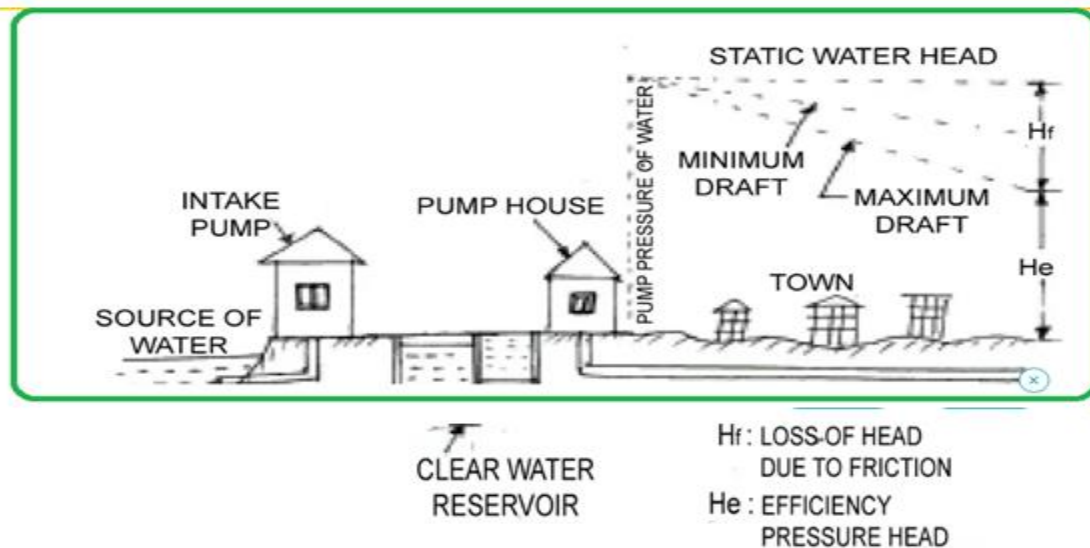 STATIC WATER HEAD
PUMP PRESSURE OF WATER
Hf
MINIMUM
DRAFT
MAXIMUM
DRAFT
INTAKE
PUMP
PUMP HOUSE
He
TOWN
SOURCE OF
WATER
CLEAR WATER
RESERVOIR
Hf : LOSS OF HEAD
DUE TO FRICTION
He : EFFICIENCY
PRESSURE HEAD